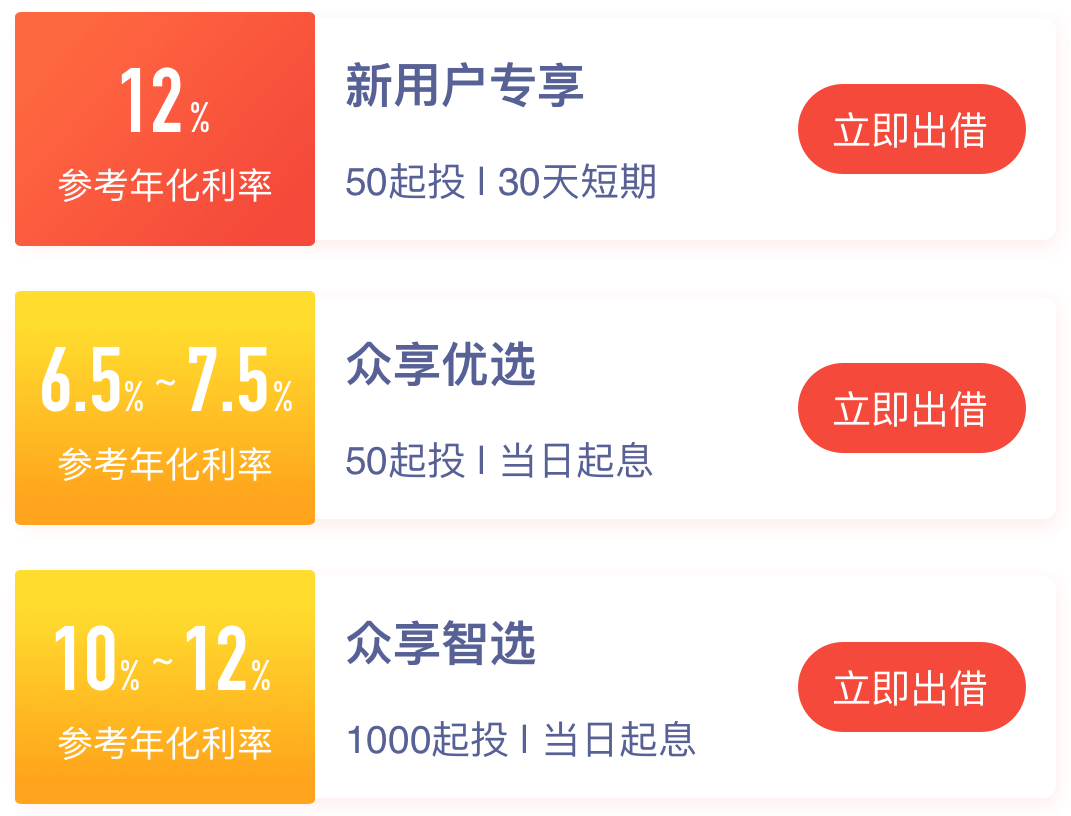 12%
参考年化利率
新用户专享
50起投 | 30天短期
立即出借
6.5% ~ 7.5%
参考年化利率
众享优选
50起投 | 当日起息
立即出借
10% ~ 12%
参考年化利率
众享智选
1000起投 | 当日起息
立即出借